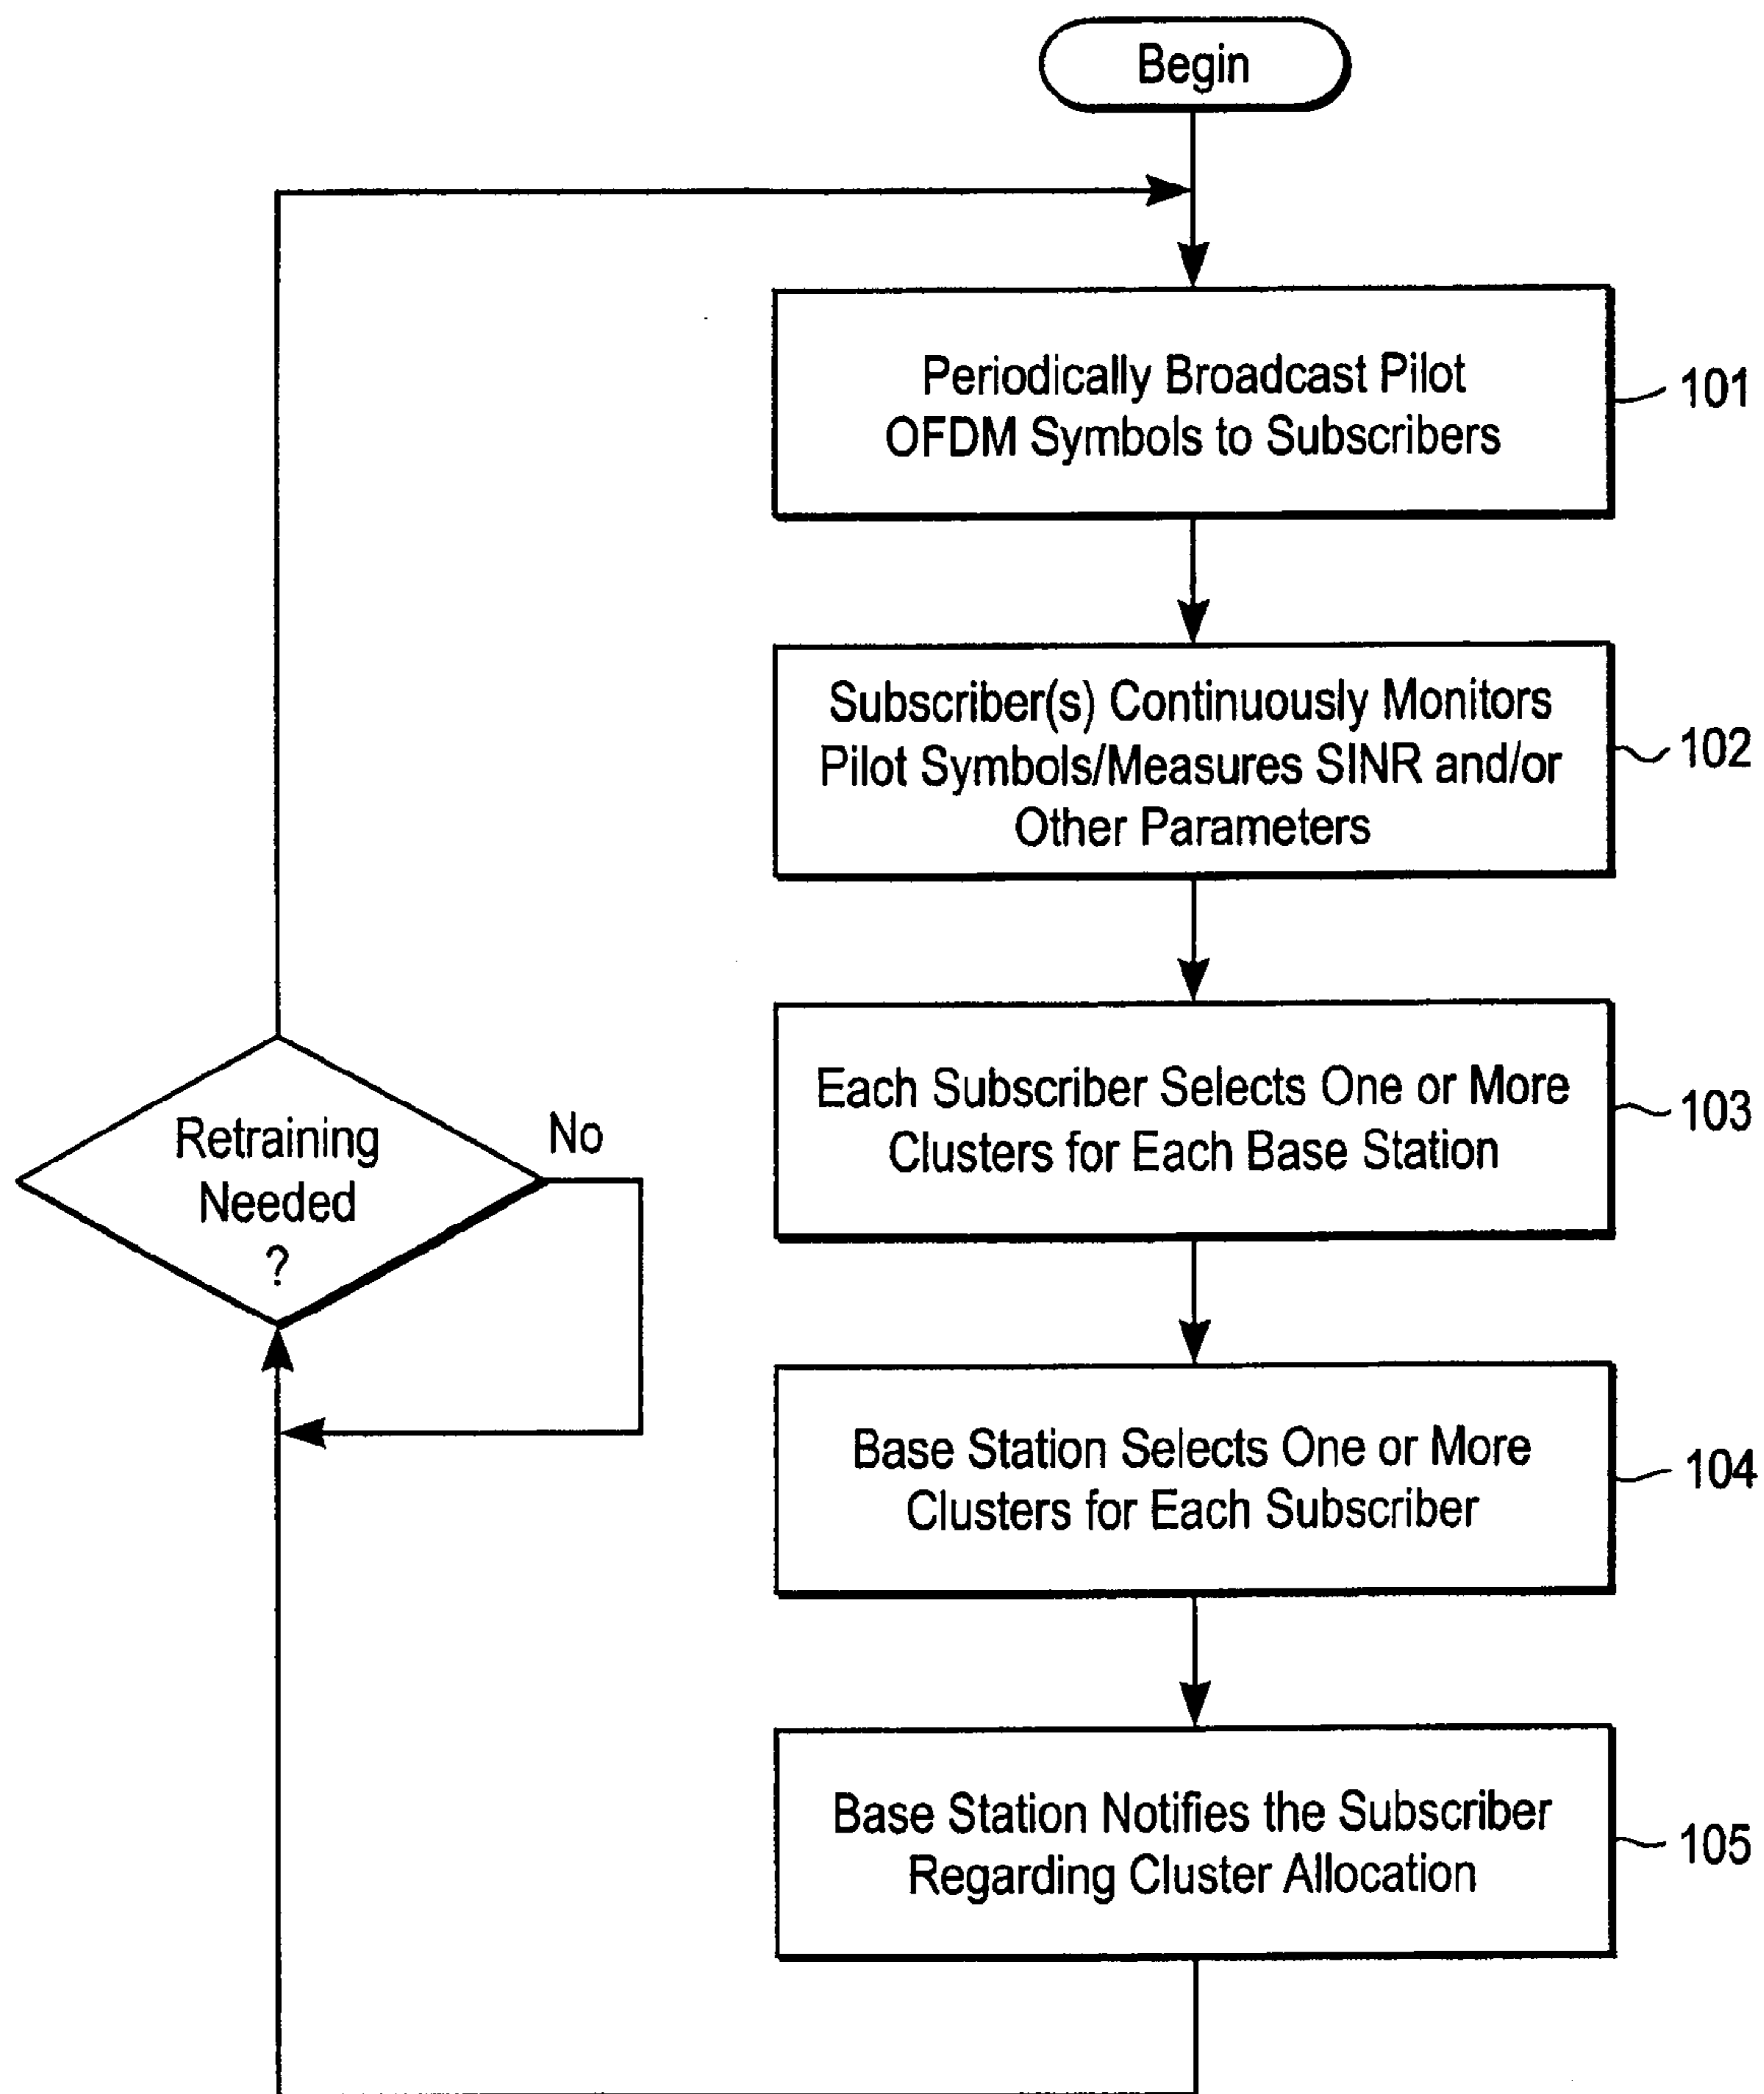 Begin
Periodically Broadcast Pilot
OFDM Symbols to Subscribers
101
Subscriber(s) Continuously Monitors
Pilot Symbols/Measures SINR and/or
Other Parameters
102
Each Subscriber Selects One or More
Clusters for Each Base Station
103
Retraining
Needed
?
No
Base Station Selects One or More
Clusters for Each Subscriber
104
Base Station Notifies the Subscriber
Regarding Cluster Allocation
105